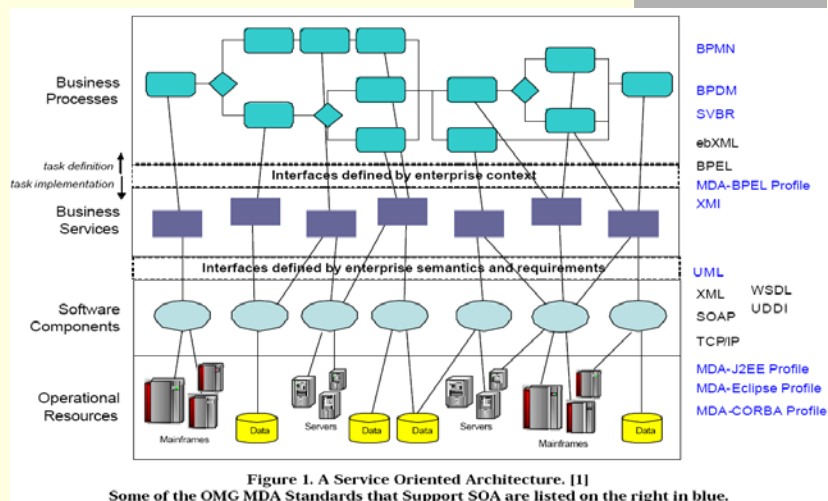 Business
Processes
BPMN
BPDM
SVBR
ebXML
BPEL
task definition
task implementation
Interfaces defined by enterprise context
MDA-BPEL Profile
XMI
Business
Services
Interfaces defined by enterprise semantics and requirements
UML
Software
Components
XML WSDL
SOAP UDDI
TCP/IP
Operational
Resources
MDA-J2EE Profile
MDA-Eclipse Profile
MDA-CORBA Profile
Mainframes
Data
Servers
Data
Data
Servers
Mainframes
Data
Figure 1. A Service Oriented Architecture. [1]
Some of the OMG MDA Standards that Support SOA are listed on the right in blue.